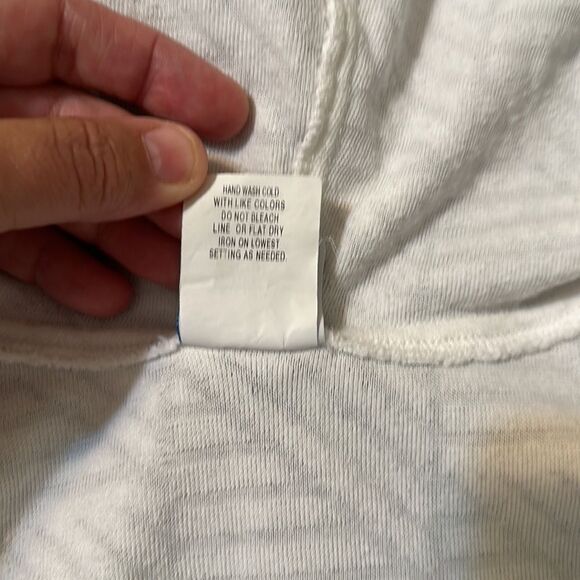 HAND WASH COLD
WITH LIKE COLORS
DO NOT BLEACH
LINE OR FLAT DRY
IRON ON LOWEST
SETTING AS NEEDED.